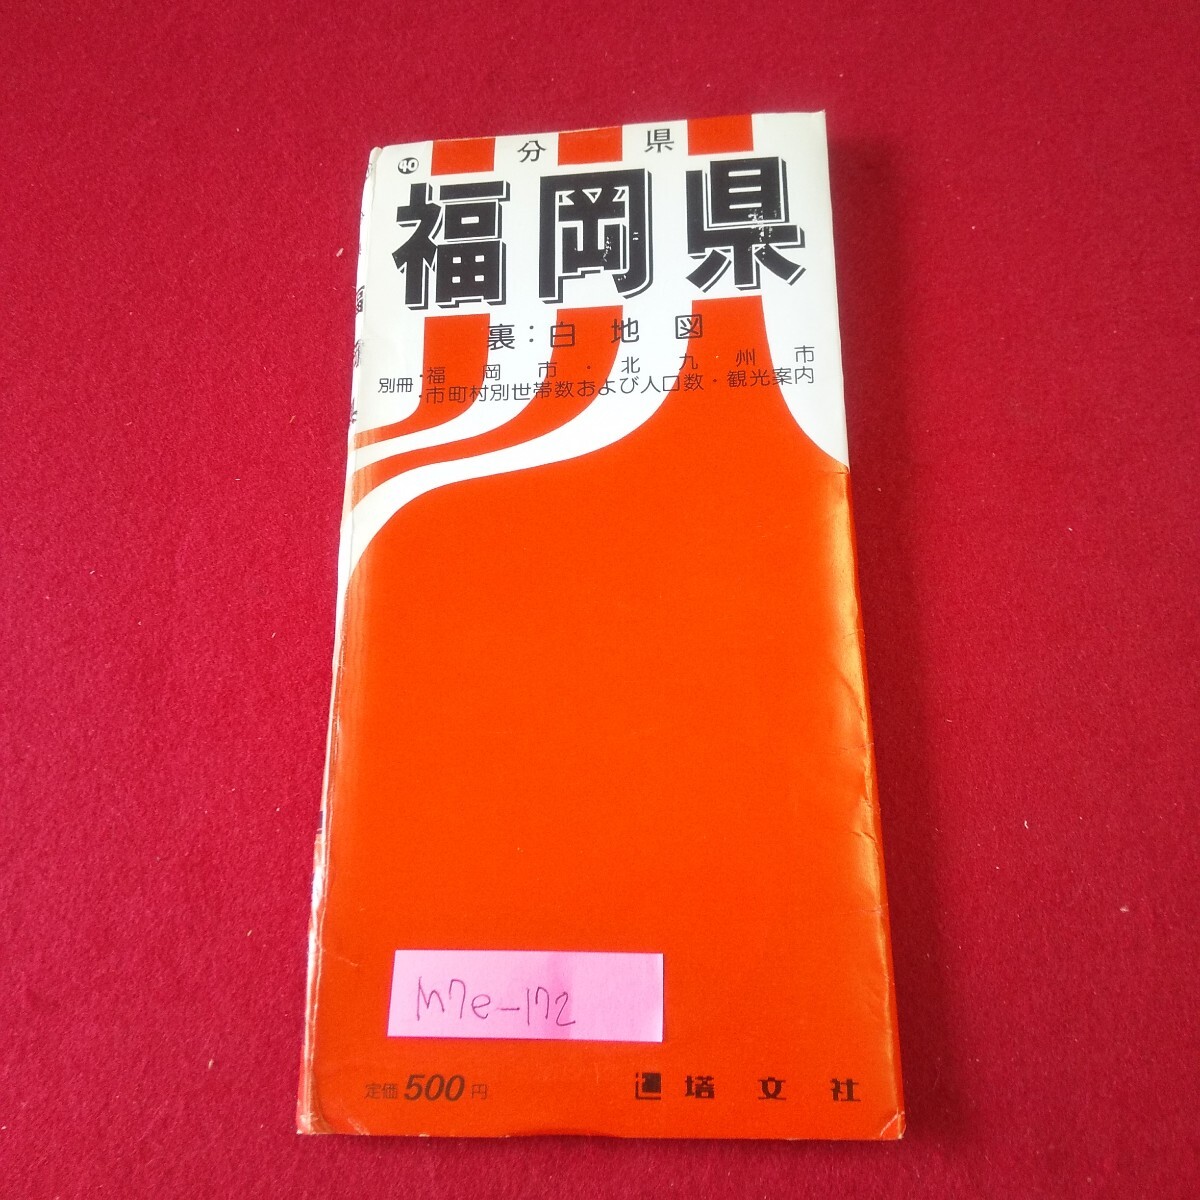 40 分県
福岡県
裏：白地図
別冊・福岡市・北九州市
・市町村別世帯数および人口数・観光案内
M7e-172
定価500円
塔文社